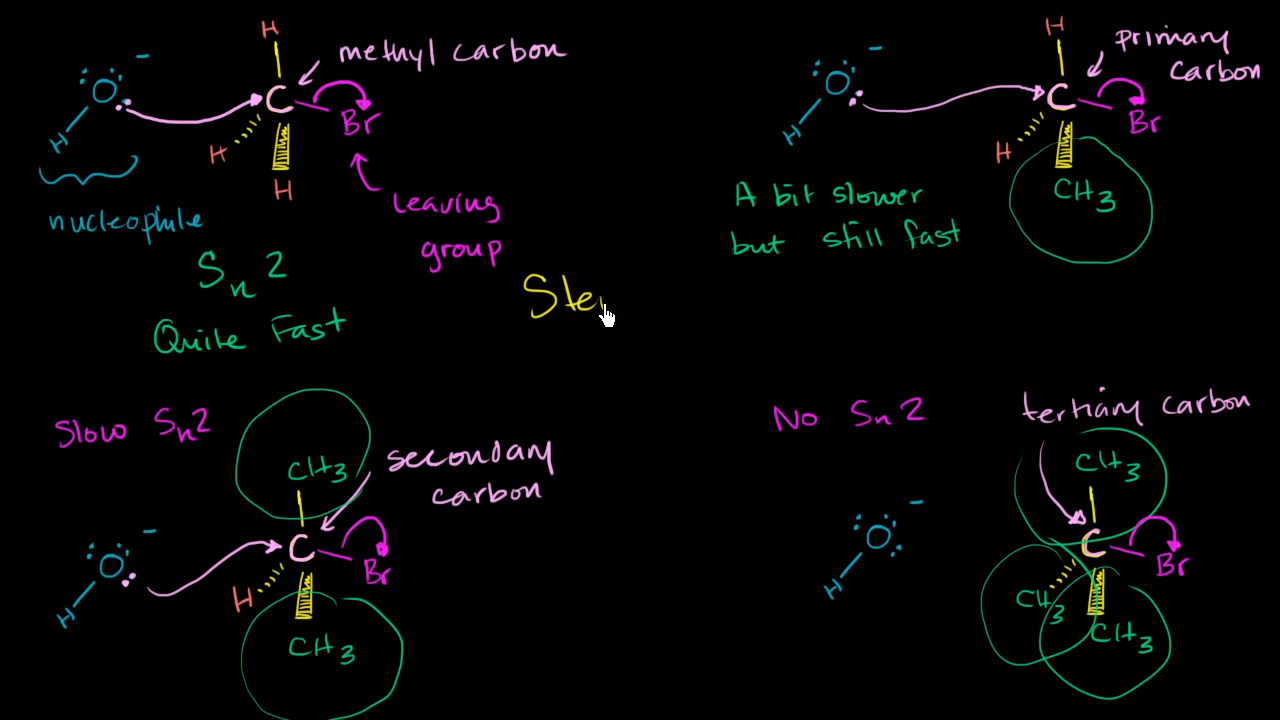 H
methyl carbon
O
C
Br
H
H
H
nucleophile
leaving
group
Sn2
Quite Fast
Ste
H
primary
carbon
O
C
Br
H
H
CH3
A bit slower
but still fast
Slow Sn2
CH3
secondary
carbon
O
C
Br
H
H
CH3
No Sn2
tertiary carbon
CH3
O
C
Br
H
CH3
CH3